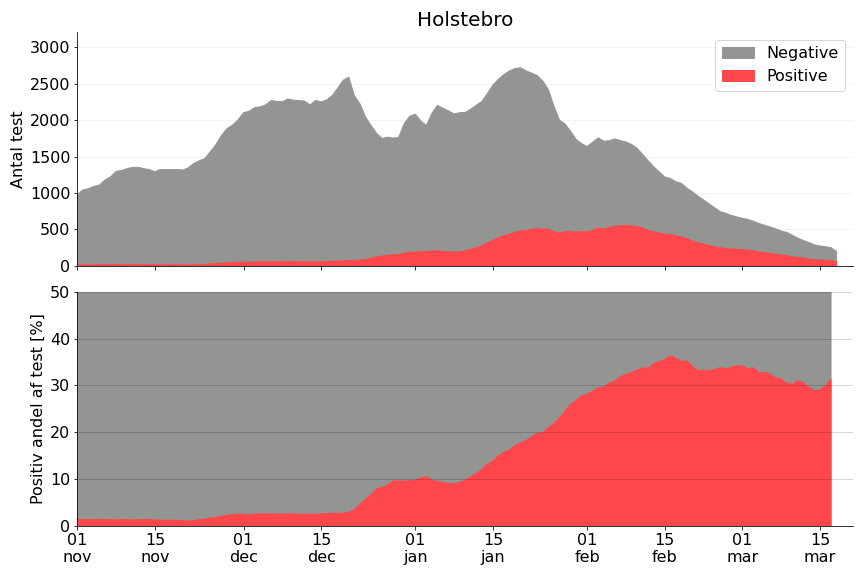 Holstebro
Antal test
3000
2500
2000
1500
1000
500
0
Negative
Positive
Positiv andel af test [%]
50
40
30
20
10
0
01 15 01 15 01 15 01 15 01 15
nov nov dec dec jan jan feb feb mar mar